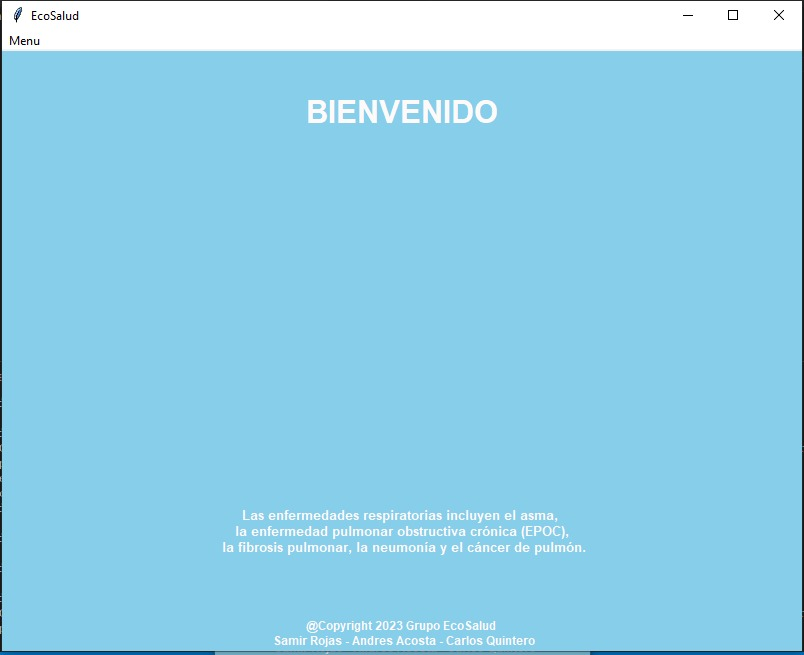 EcoSalud
Menu
BIENVENIDO
Las enfermedades respiratorias incluyen el asma,
la enfermedad pulmonar obstructiva crónica (EPOC),
la fibrosis pulmonar, la neumonía y el cáncer de pulmón.
@Copyright 2023 Grupo EcoSalud
Samir Rojas - Andres Acosta - Carlos Quintero